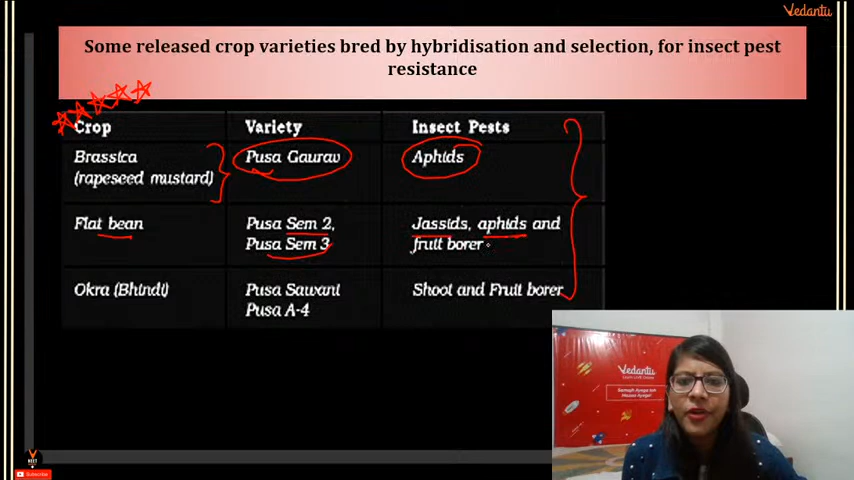 Vedantu
Some released crop varieties bred by hybridisation and selection, for insect pest
resistance
Crop Variety Insect Pests
Brassica Pusa Gaurav Aphids
(rapeseed mustard)
Flat bean Pusa Sem 2, Jassids, aphids and
Pusa Sem 3 fruit borer
Okra (Bhindi) Pusa Sawani Shoot and Fruit borer
Pusa A-4
Vedantu
NEET
Subscribe